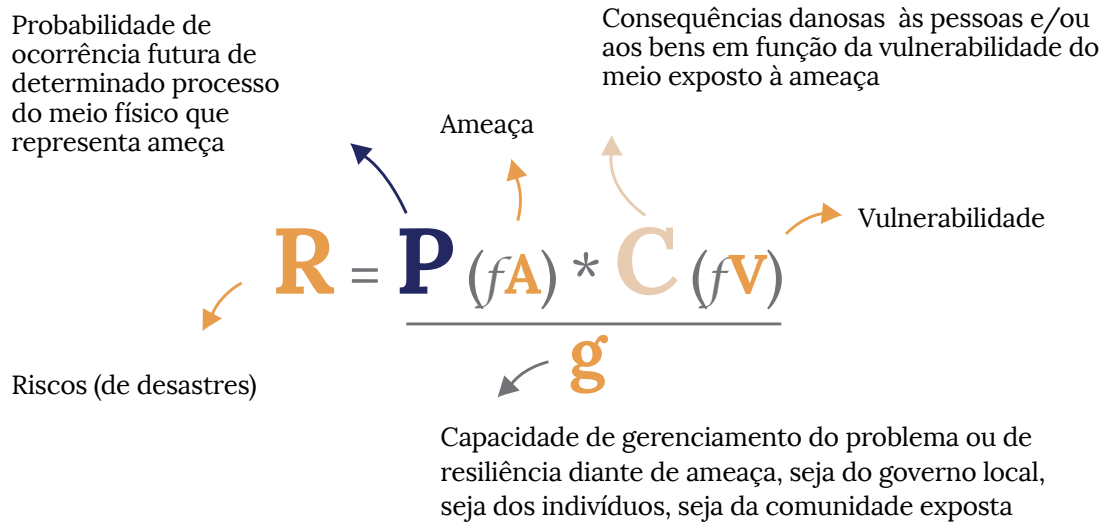 Probabilidade de
ocorrência futura de
determinado processo
do meio físico que
representa ameça
Consequências danosas às pessoas e/ou
aos bens em função da vulnerabilidade do
meio exposto à ameaça
Ameaça
Vulnerabilidade
R = P (fA) * C (fV)
g
Riscos (de desastres)
Capacidade de gerenciamento do problema ou de
resiliência diante de ameaça, seja do governo local,
seja dos indivíduos, seja da comunidade exposta